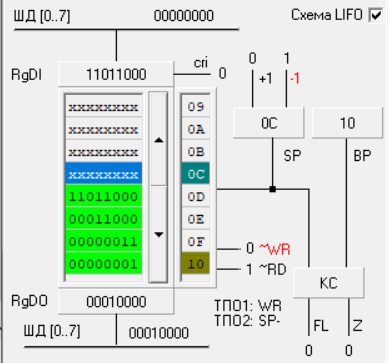 ШД [0..7] 00000000 Схема LIFO
RgDI 11011000 cri 0 0 1
+1 -1
xxxxxxxx 09
xxxxxxxx 0A 0C 10
xxxxxxxx 0B
xxxxxxxx 0C SP BP
11011000 0D
00011000 0E
00000011 0F 0 ~WR
00000001 10 1 ~RD
КС
RgDO 00010000 ТПО1: WR
ТПО2: SP- FL Z
ШД [0..7] 00010000 0 0